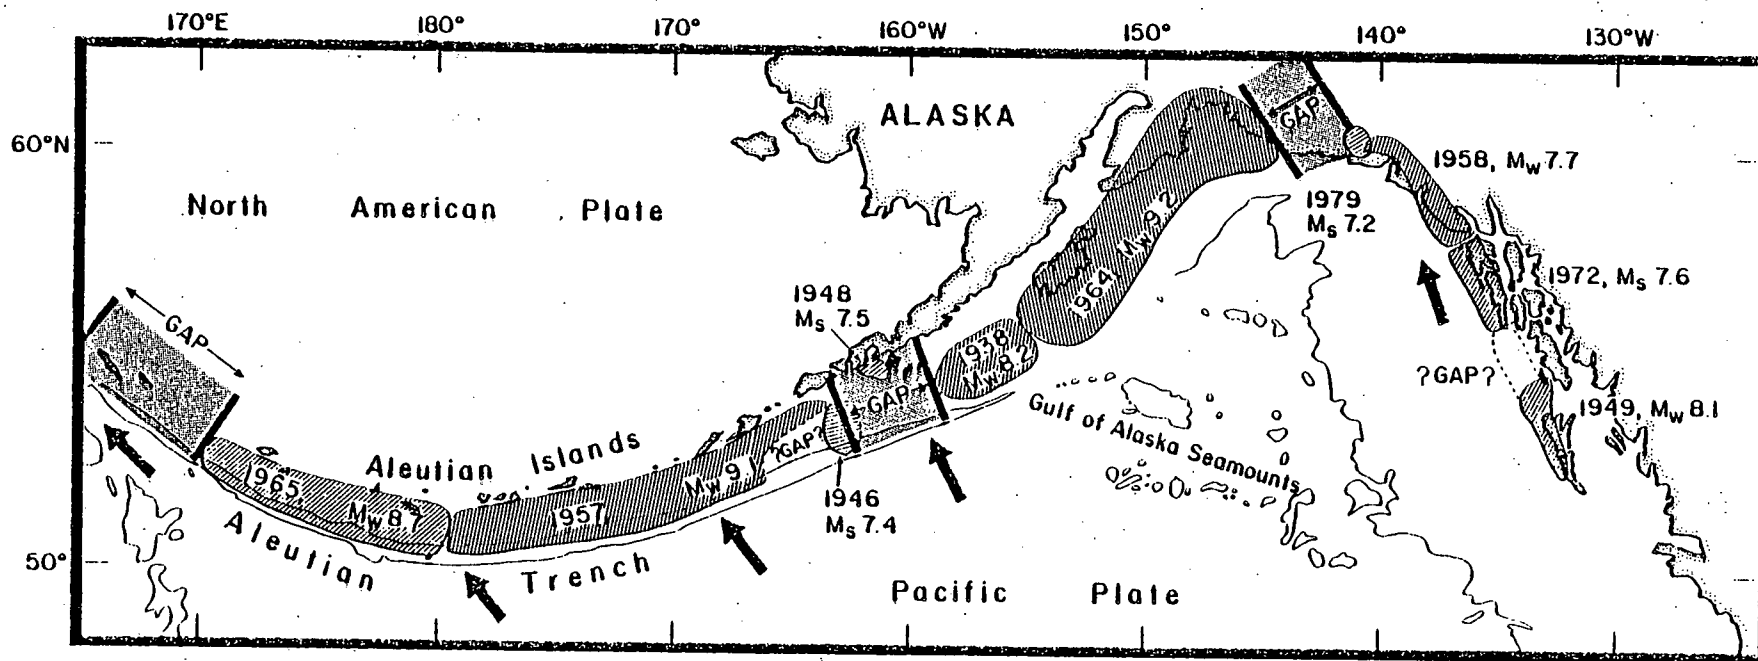 170°E 180° 170° 160°W 150° 140° 130°W
ALASKA
GAP
60°N
1958, Mw 7.7
North American Plate
1979
Ms 7.2
1964, Mw 9.2
1972, Ms 7.6
1948
Ms 7.5
GAP
1938
Mw 8.2
?GAP?
GAP
1949, Mw 8.1
Gulf of Alaska Seamounts
?GAP?
Aleutian Islands
1965,
Mw 8.7
1957,
Mw 9.1
1946
Ms 7.4
Aleutian Trench
50°
Pacific Plate